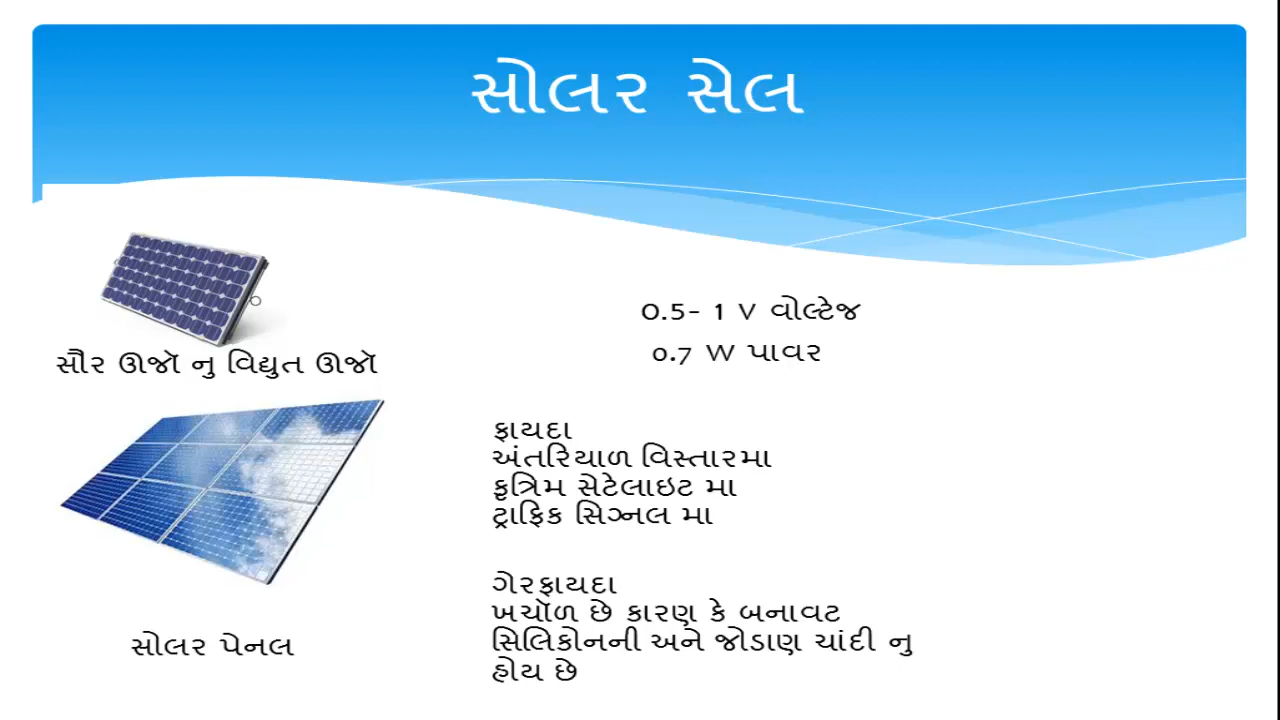 સોલર સેલ
0.5- 1 V વોલ્ટેજ
0.7 W પાવર
સૌર ઊર્જા નુ વિદ્યુત ઊર્જા
ફાયદા
અંતરિયાળ વિસ્તારમા
કૃત્રિમ સેટેલાઇટ મા
ટ્રાફિક સિગ્નલ મા
ગેરફાયદા
ખર્ચાળ છે કારણ કે બનાવટ
સિલિકોનની અને જોડાણ ચાંદી નુ
હોય છે
સોલર પેનલ